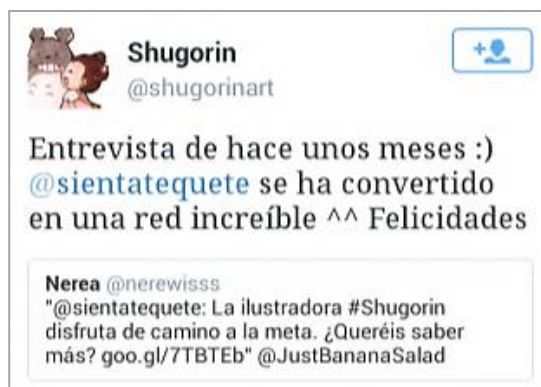 Shugorin
@shugorinart
Entrevista de hace unos meses :)
@sientatequete se ha convertido
en una red increíble ^^ Felicidades
Nerea @nerewisss
"@sientatequete: La ilustradora #Shugorin
disfruta de camino a la meta. ¿Queréis saber
más? goo.gl/7TBTEb" @JustBananaSalad